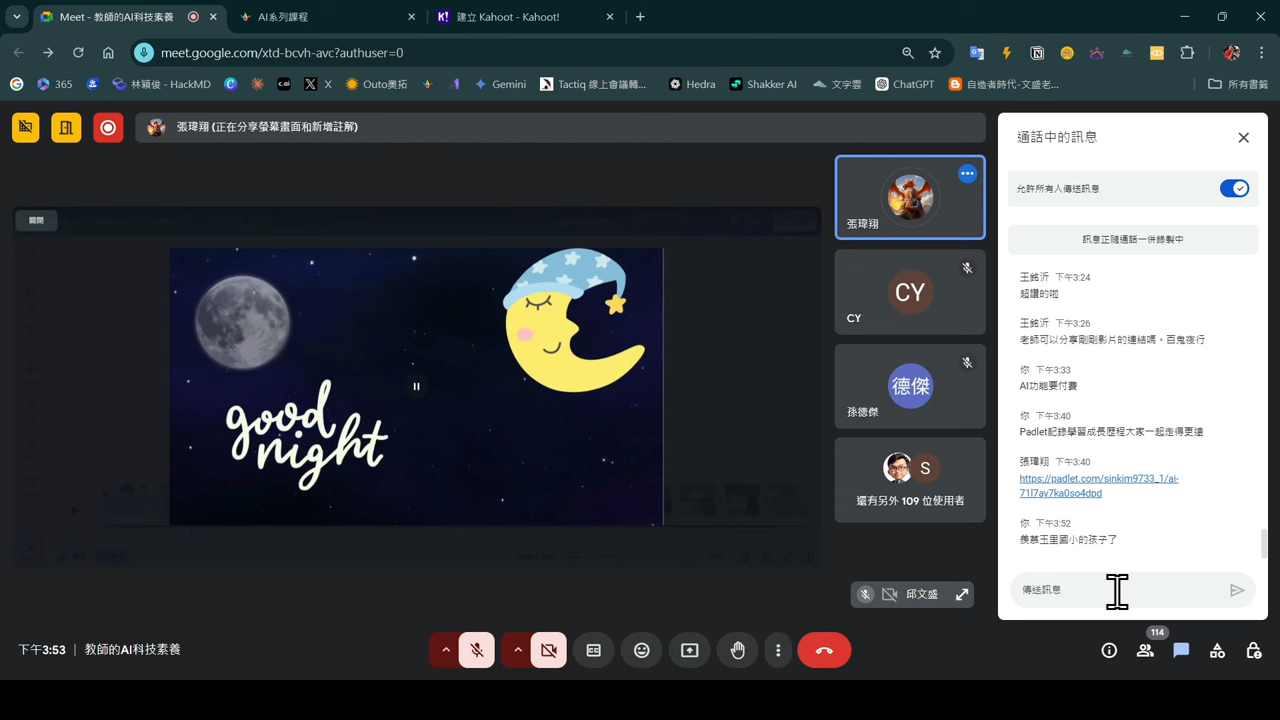 Meet - 教師的AI科技素養
AI系列課程
建立 Kahoot - Kahoot!
meet.google.com/xtd-bcvh-avc?authuser=0
365
林穎俊 - HackMD
c.ai
X
Outo奧拓
Gemini
Tactiq 線上會議轉...
Hedra
Shakker AI
文字雲
ChatGPT
自造者時代-文盛老...
所有書籤
張瑋翔 (正在分享螢幕畫面和新增註解)
關閉
good
night
張瑋翔
CY
CY
德傑
孫德傑
S
還有另外 109 位使用者
邱文盛
通話中的訊息
允許所有人傳送訊息
訊息正隨通話一併錄製中
王銘沂 下午3:24
超讚的啦
王銘沂 下午3:26
老師可以分享剛剛影片的連結嗎，百鬼夜行
你 下午3:33
AI功能要付費
你 下午3:40
Padlet記錄學習成長歷程大家一起走得更遠
張瑋翔 下午3:40
https://padlet.com/sinkim9733_1/ai-
71l7ay7ka0so4dpd
你 下午3:52
羨慕玉里國小的孩子了
傳送訊息
下午3:53 教師的AI科技素養
114